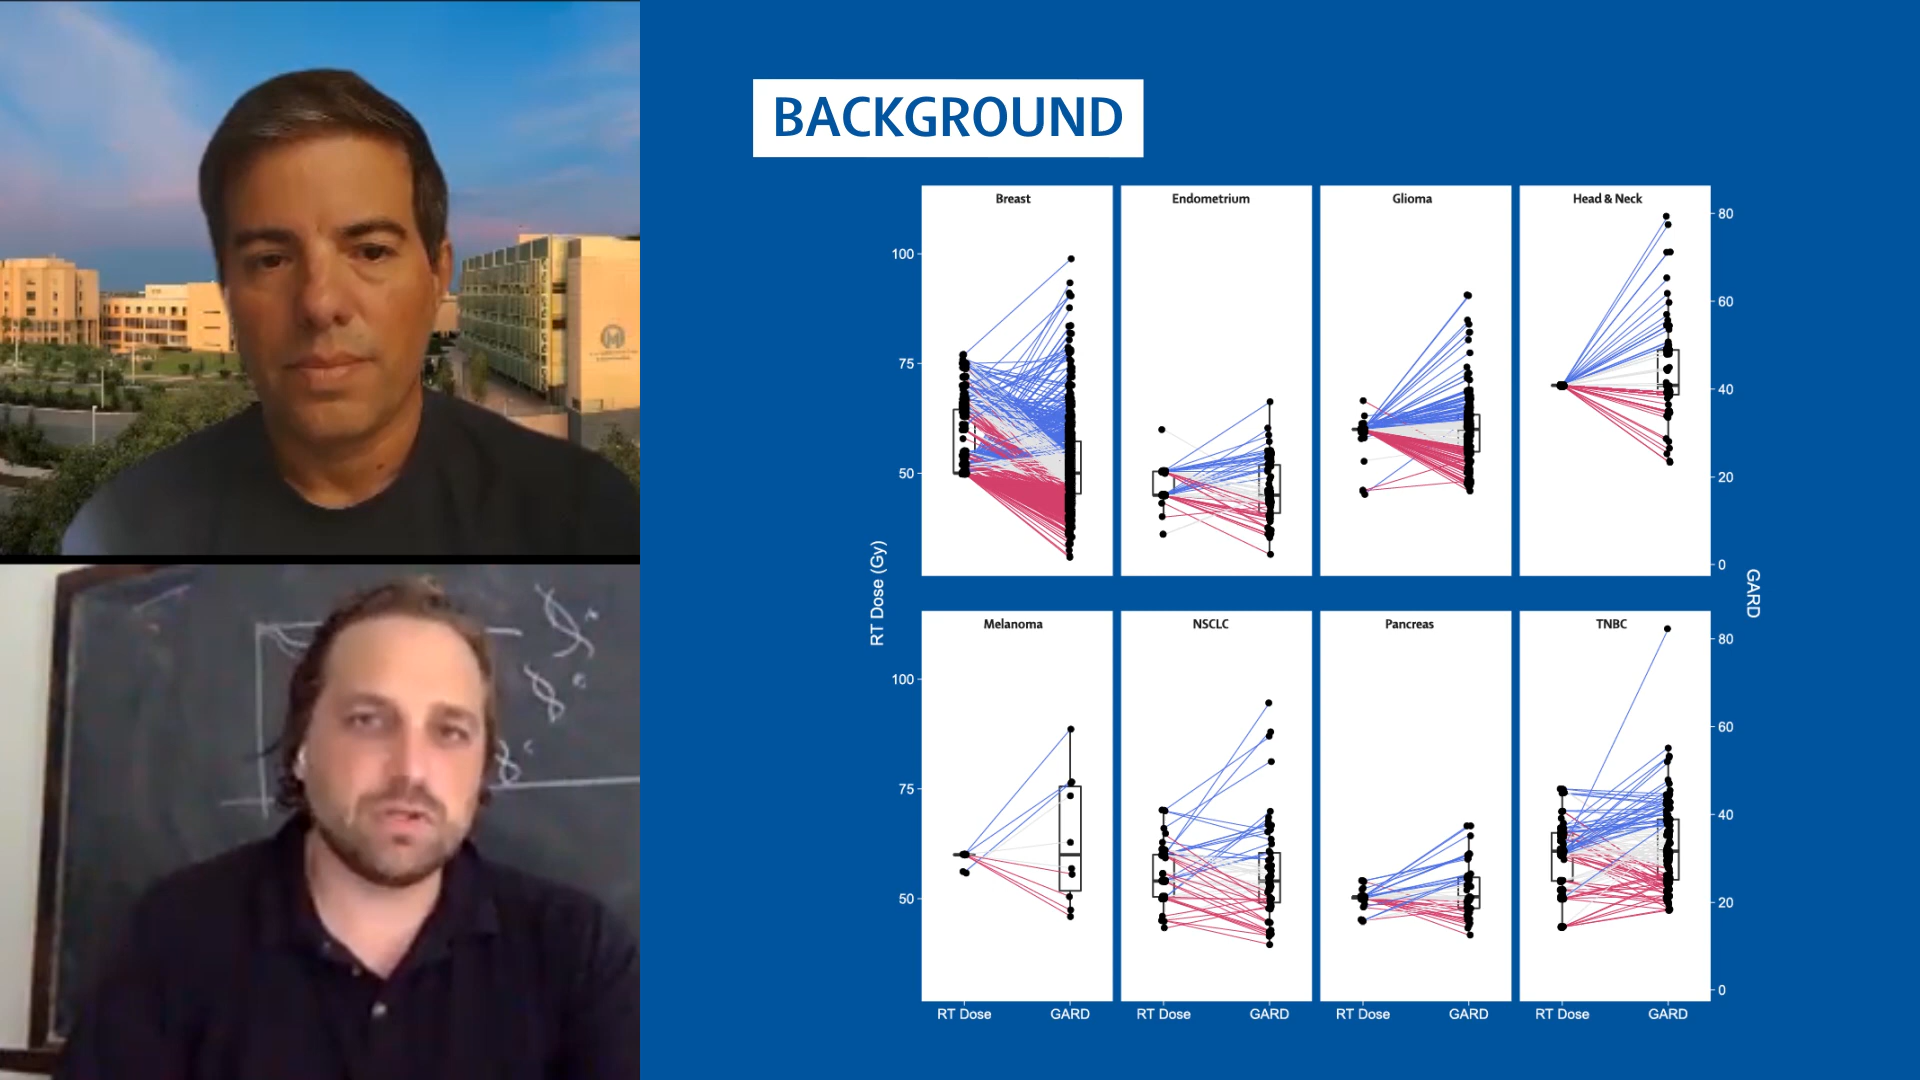 BACKGROUND
Breast
Endometrium
Glioma
Head & Neck
100
75
50
80
60
40
20
0
RT Dose (Gy)
GARD
Melanoma
NSCLC
Pancreas
TNBC
100
75
50
80
60
40
20
0
RT Dose GARD
RT Dose GARD
RT Dose GARD
RT Dose GARD